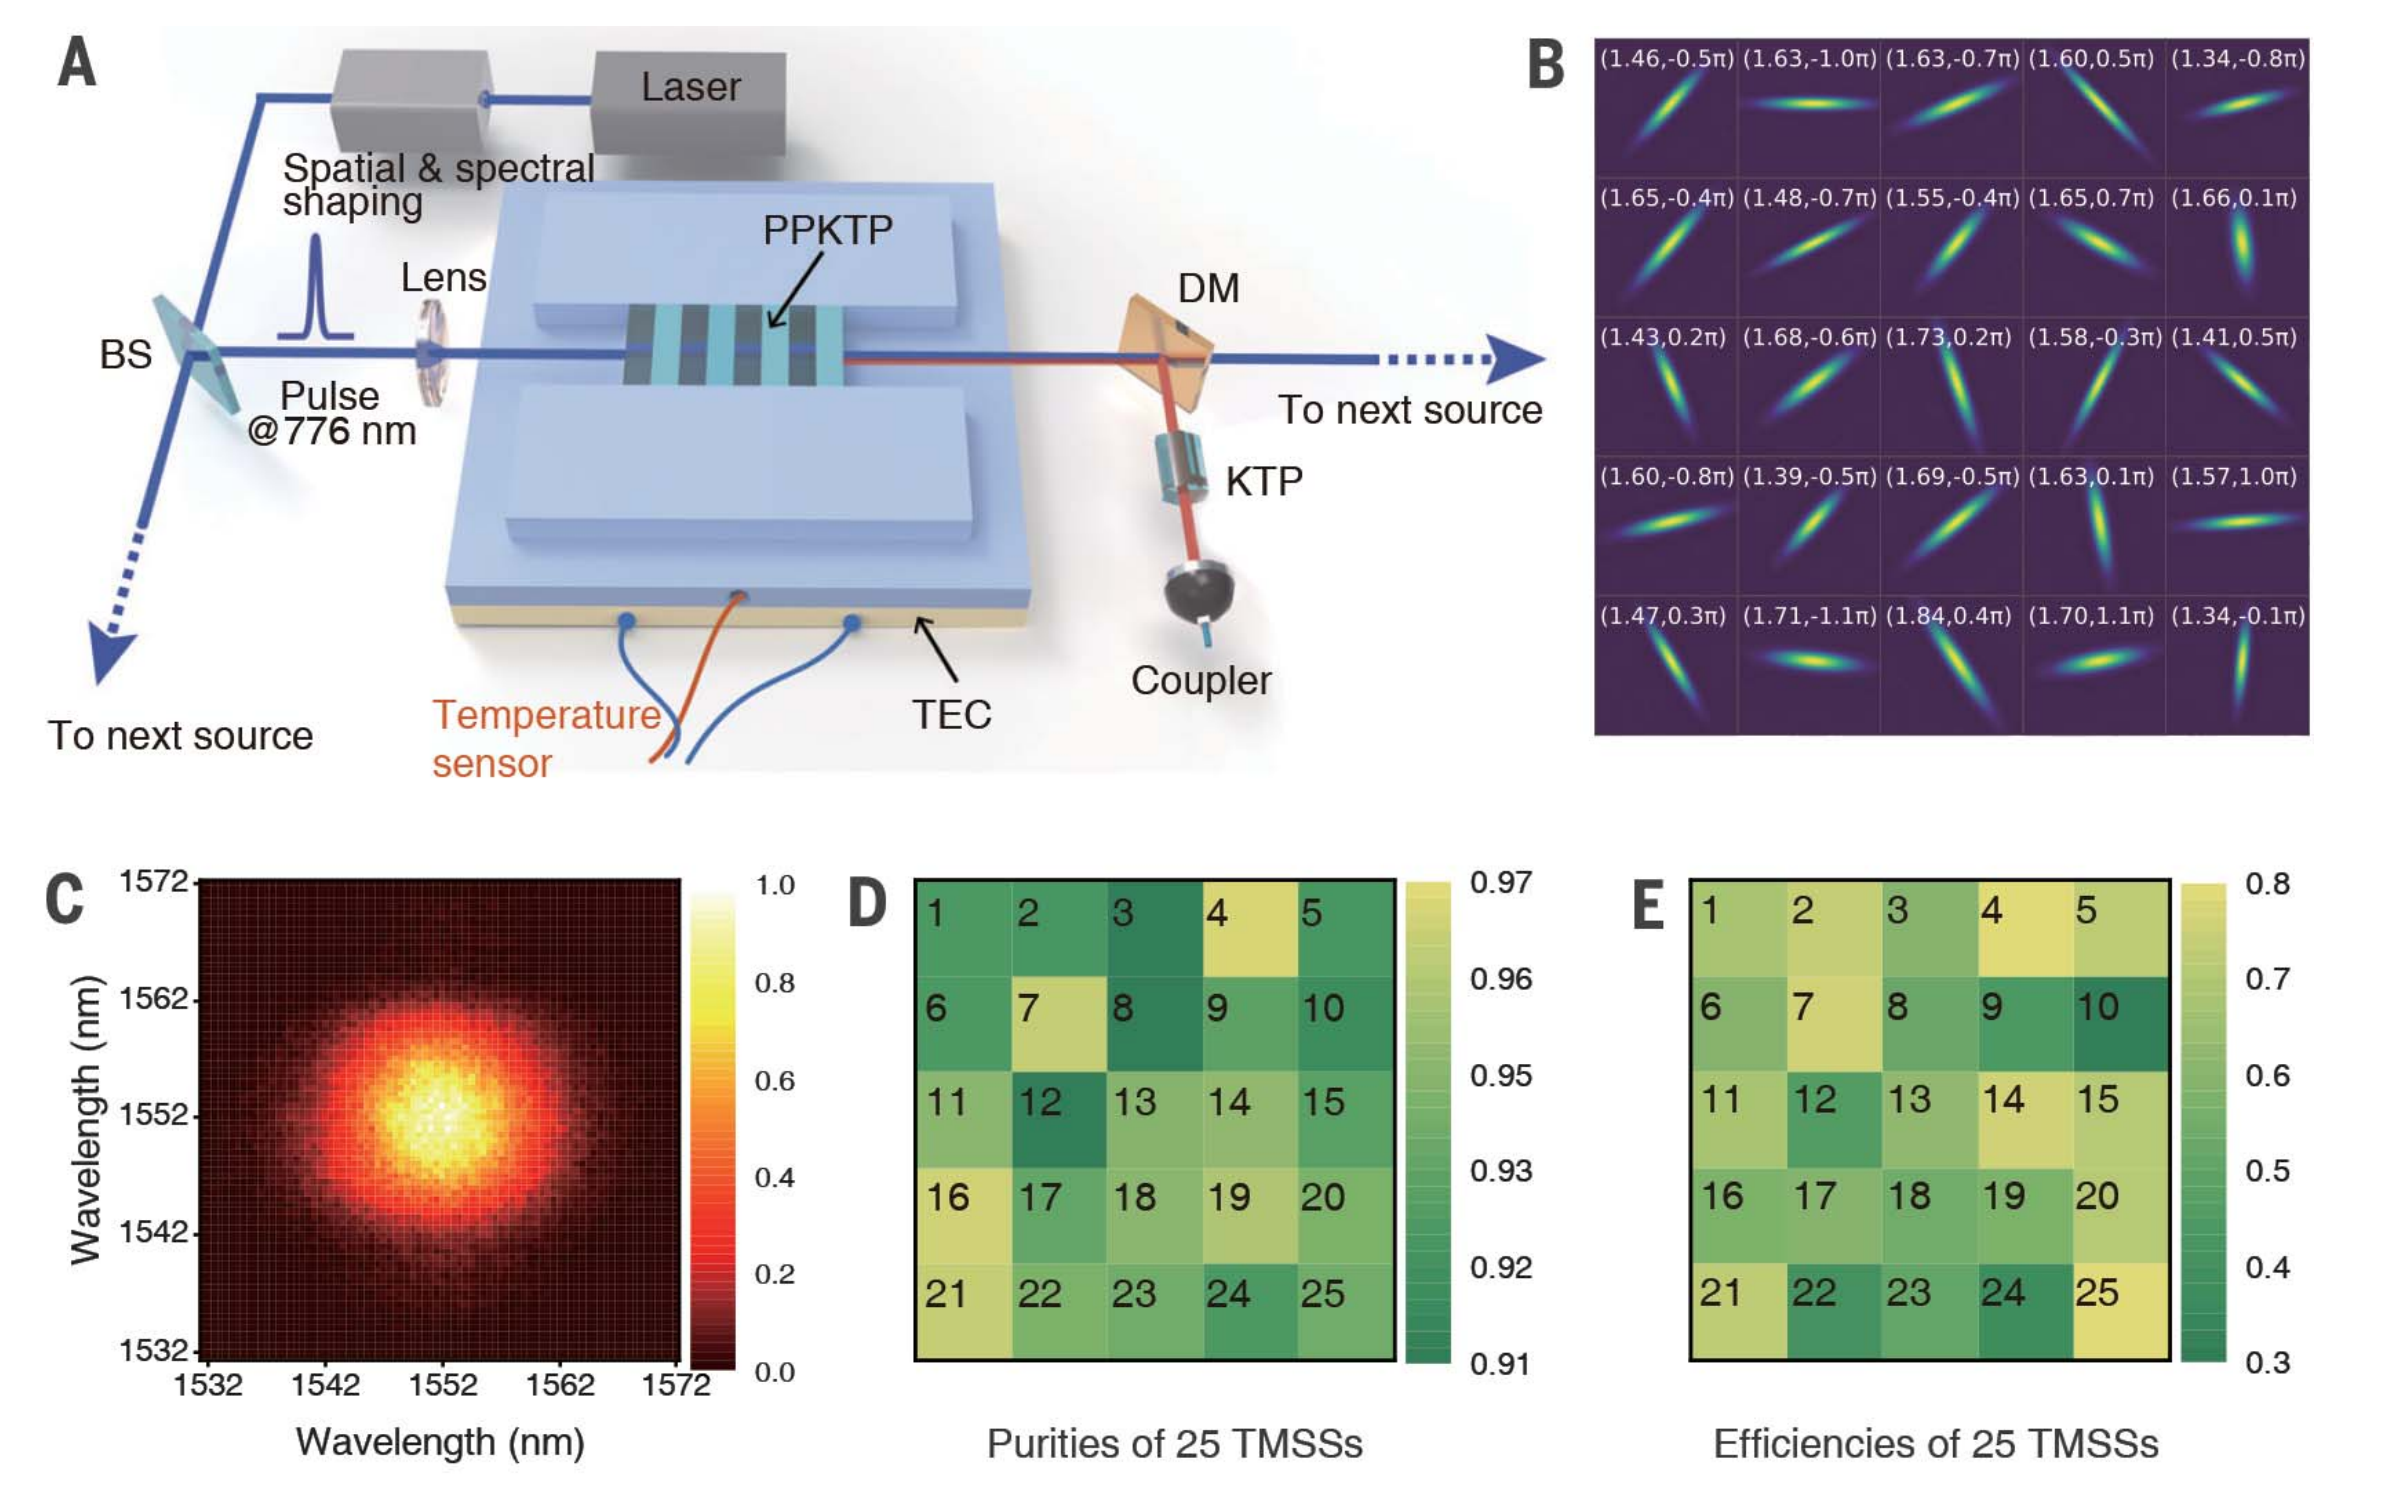 A
Laser
Spatial & spectral
shaping
PPKTP
Lens
DM
BS
Pulse
@776 nm
To next source
KTP
Coupler
TEC
Temperature
sensor
To next source
B
(1.46,-0.5π) (1.63,-1.0π) (1.63,-0.7π) (1.60,0.5π) (1.34,-0.8π)
(1.65,-0.4π) (1.48,-0.7π) (1.55,-0.4π) (1.65,0.7π) (1.66,0.1π)
(1.43,0.2π) (1.68,-0.6π) (1.73,0.2π) (1.58,-0.3π) (1.41,0.5π)
(1.60,-0.8π) (1.39,-0.5π) (1.69,-0.5π) (1.63,0.1π) (1.57,1.0π)
(1.47,0.3π) (1.71,-1.1π) (1.84,0.4π) (1.70,1.1π) (1.34,-0.1π)
C
Wavelength (nm)
1572
1562
1552
1542
1532
1532 1542 1552 1562 1572
Wavelength (nm)
1.0
0.8
0.6
0.4
0.2
0.0
D
1 2 3 4 5
6 7 8 9 10
11 12 13 14 15
16 17 18 19 20
21 22 23 24 25
0.97
0.96
0.95
0.93
0.92
0.91
Purities of 25 TMSSs
E
1 2 3 4 5
6 7 8 9 10
11 12 13 14 15
16 17 18 19 20
21 22 23 24 25
0.8
0.7
0.6
0.5
0.4
0.3
Efficiencies of 25 TMSSs